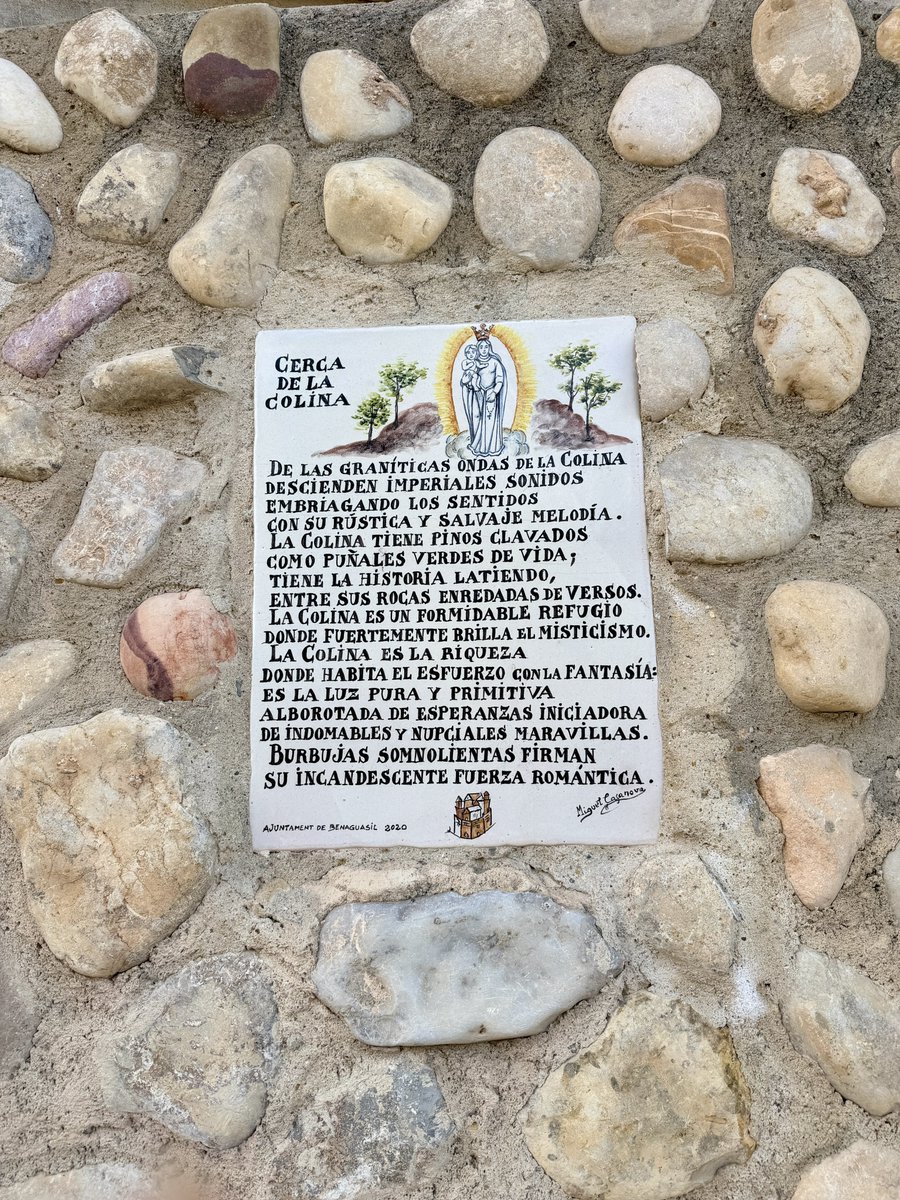 CERCA
DE LA
COLINA
DE LAS GRANÍTICAS ONDAS DE LA COLINA
DESCIENDEN IMPERIALES SONIDOS
EMBRIAGANDO LOS SENTIDOS
CON SU RÚSTICA Y SALVAJE MELODÍA.
LA COLINA TIENE PINOS CLAVADOS
COMO PUÑALES VERDES DE VIDA;
TIENE LA HISTORIA LATIENDO,
ENTRE SUS ROCAS ENREDADAS DE VERSOS.
LA COLINA ES UN FORMIDABLE REFUGIO
DONDE FUERTEMENTE BRILLA EL MISTICISMO.
LA COLINA ES LA RIQUEZA
DONDE HABITA EL ESFUERZO CON LA FANTASÍA:
ES LA LUZ PURA Y PRIMITIVA
ALBOROTADA DE ESPERANZAS INICIADORA
DE INDOMABLES Y NUPCIALES MARAVILLAS.
BURBUJAS SOMNOLIENTAS FIRMAN
SU INCANDESCENTE FUERZA ROMÁNTICA.
Miguel Casanova
AJUNTAMENT DE BENAGUASIL 2020